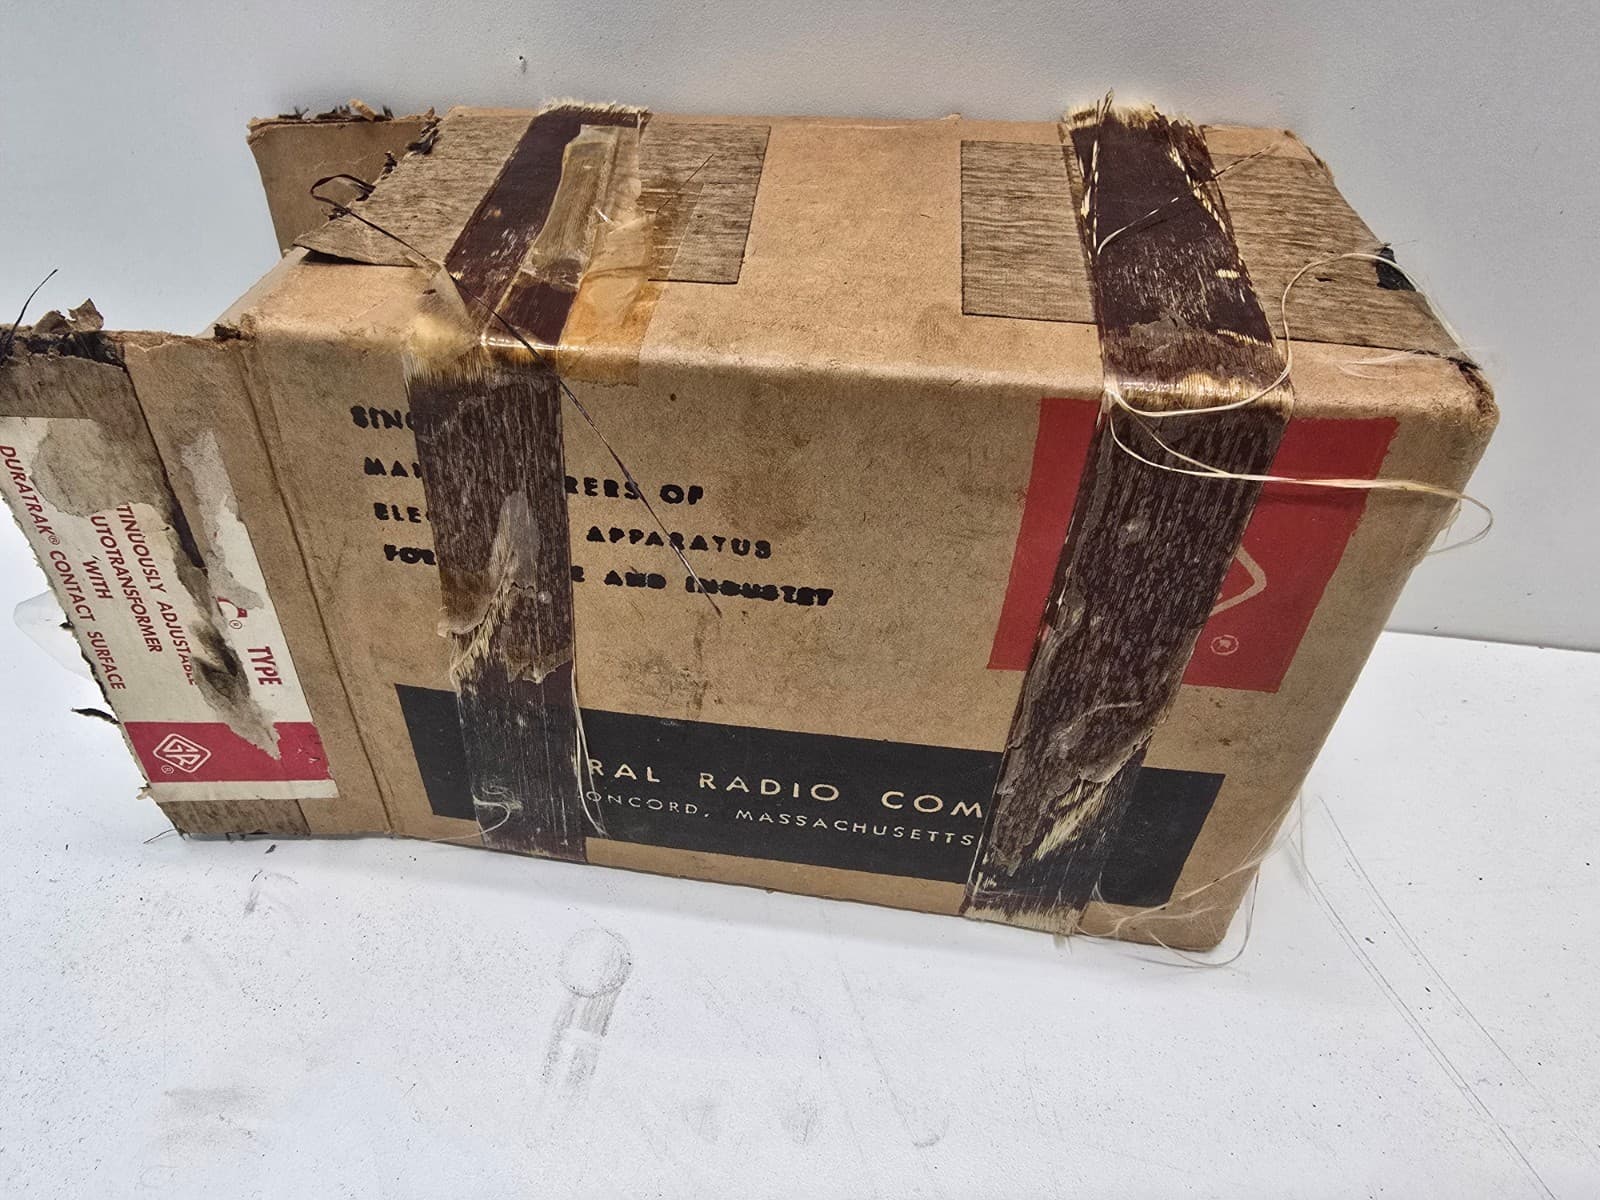 MA RERS OF
ELE APPARATUS
FOR E AND INDUSTRY
RAL RADIO COM
ONCORD, MASSACHUSETTS
C® TYPE
TINUOUSLY ADJUSTABLE
UTOTRANSFORMER
WITH
DURATRAK® CONTACT SURFACE
GR®